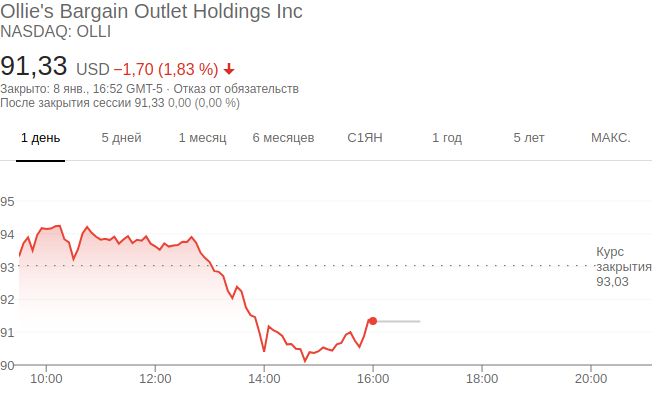 Ollie's Bargain Outlet Holdings Inc
NASDAQ: OLLI
91,33 USD −1,70 (1,83 %)
Закрыто: 8 янв., 16:52 GMT-5 · Отказ от обязательств
После закрытия сессии 91,33 0,00 (0,00 %)
1 день 5 дней 1 месяц 6 месяцев С1ЯН 1 год 5 лет МАКС.
95
94
Курс
93 закрытия
93,03
92
91
90
10:00 12:00 14:00 16:00 18:00 20:00